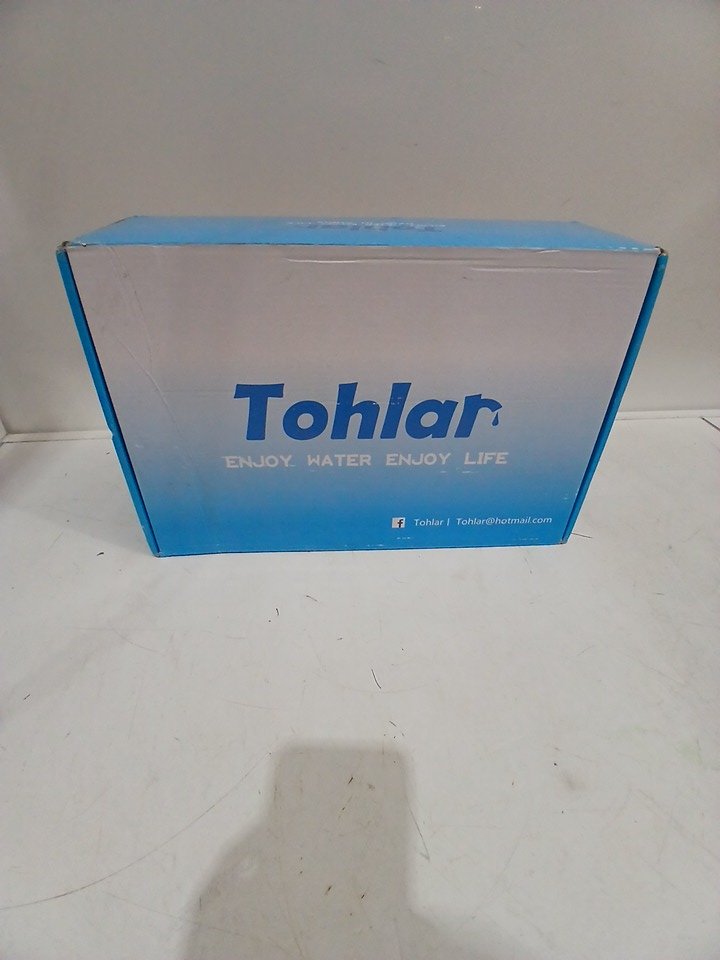 Tohlar
ENJOY WATER ENJOY LIFE
f Tohlar | Tohlar@hotmail.com